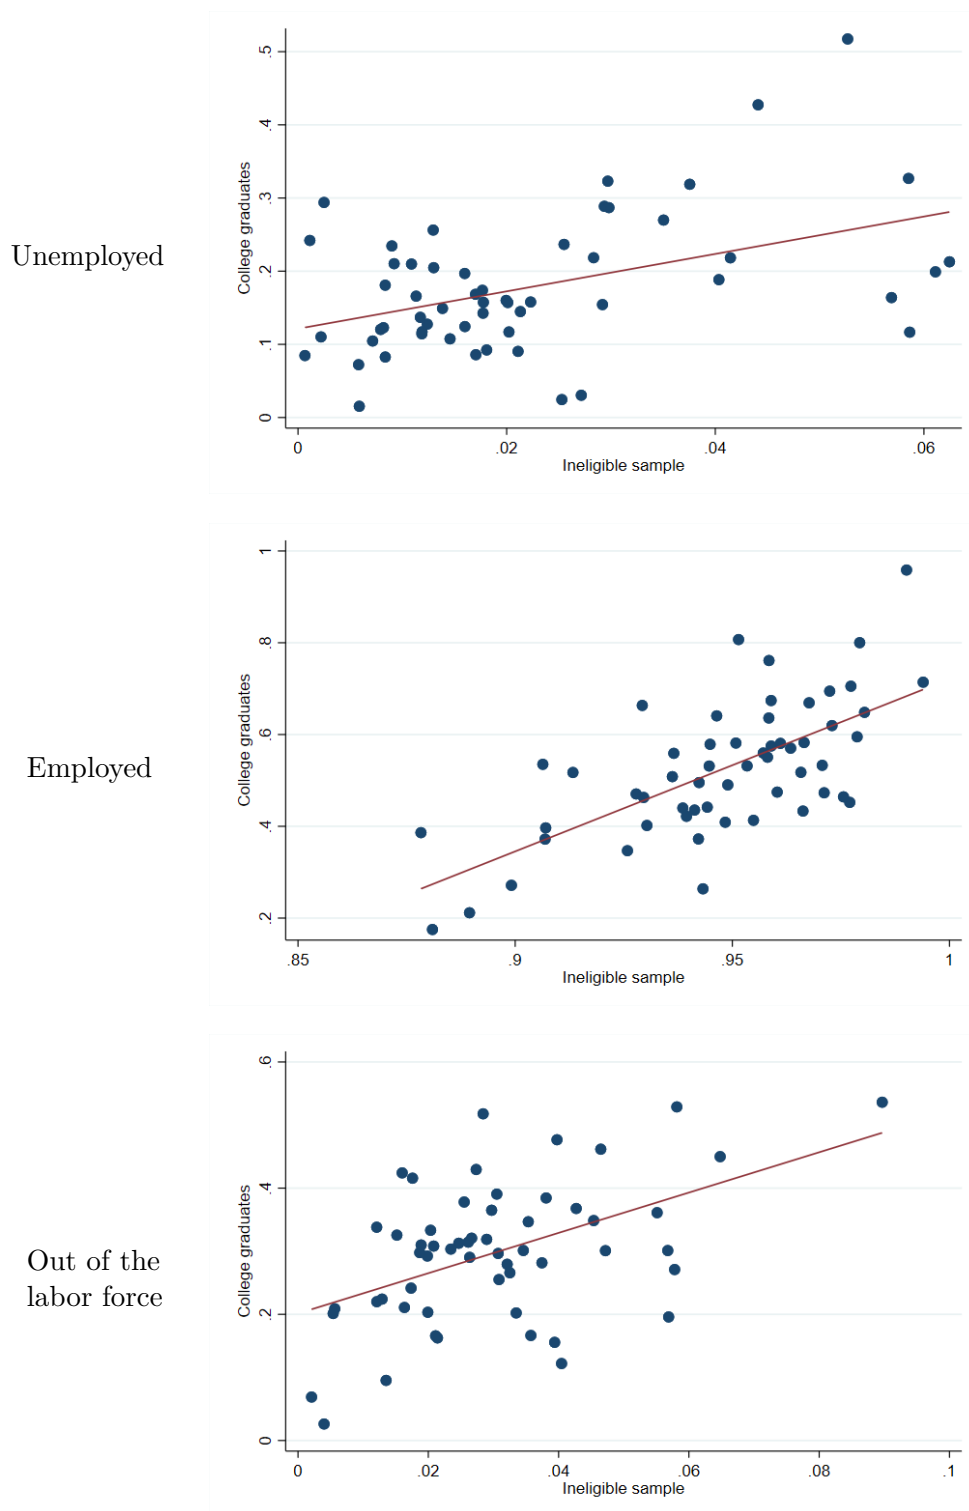 Unemployed
College graduates
.5
.4
.3
.2
.1
0
0 .02 .04 .06
Ineligible sample
Employed
College graduates
1
.8
.6
.4
.2
.85 .9 .95 1
Ineligible sample
Out of the
labor force
College graduates
.6
.4
.2
0
0 .02 .04 .06 .08 .1
Ineligible sample